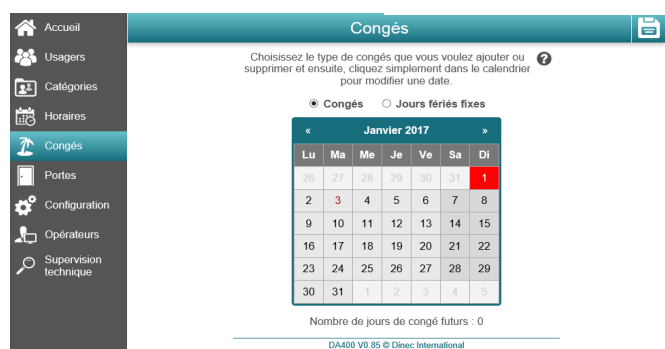 Accueil
Usagers
Catégories
Horaires
Congés
Portes
Configuration
Opérateurs
Supervision
technique
Congés
Choisissez le type de congés que vous voulez ajouter ou
supprimer et ensuite, cliquez simplement dans le calendrier
pour modifier une date.
?
Congés Jours fériés fixes
« Janvier 2017 »
Lu Ma Me Je Ve Sa Di
26 27 28 29 30 31 1
2 3 4 5 6 7 8
9 10 11 12 13 14 15
16 17 18 19 20 21 22
23 24 25 26 27 28 29
30 31 1 2 3 4 5
Nombre de jours de congé futurs : 0
DA400 V0.85 © Dinec International